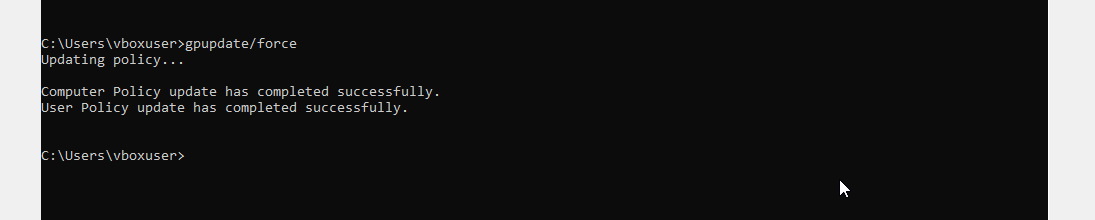 C:\Users\vboxuser>gpupdate/force
Updating policy...
Computer Policy update has completed successfully.
User Policy update has completed successfully.
C:\Users\vboxuser>